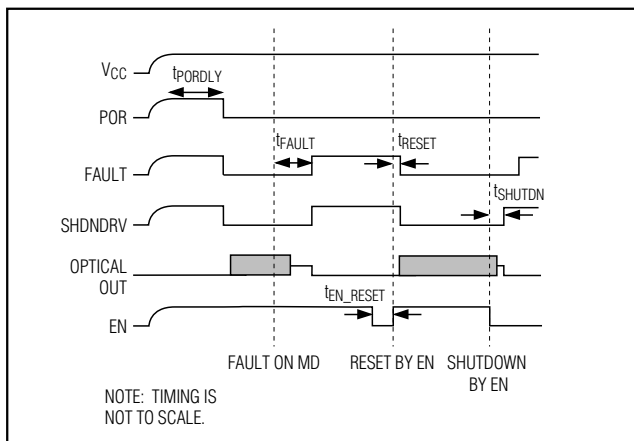 VCC
tPORDLY
POR
tFAULT
tRESET
FAULT
tSHUTDN
SHDNDRV
OPTICAL
OUT
tEN_RESET
EN
FAULT ON MD
RESET BY EN
SHUTDOWN
BY EN
NOTE: TIMING IS
NOT TO SCALE.